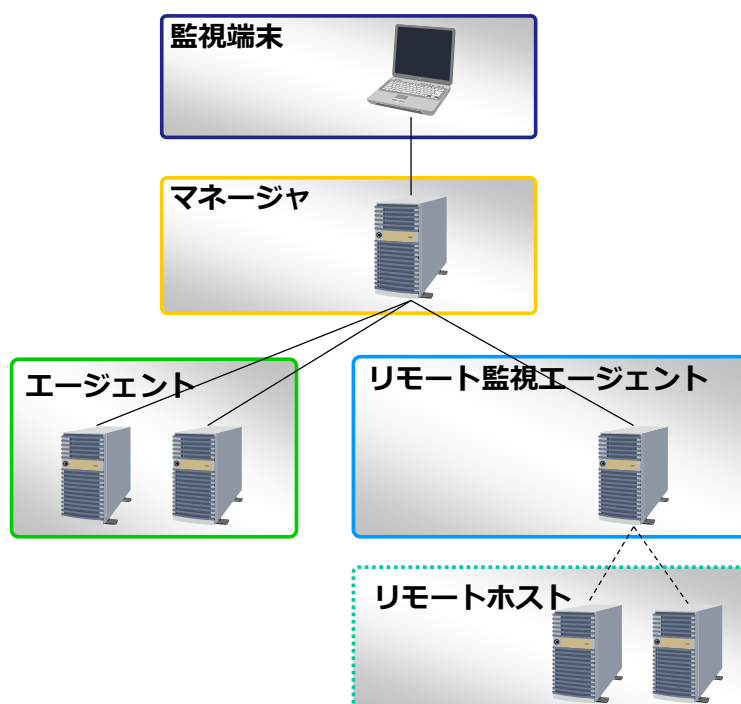 監視端末
マネージャ
エージェント
リモート監視エージェント
リモートホスト